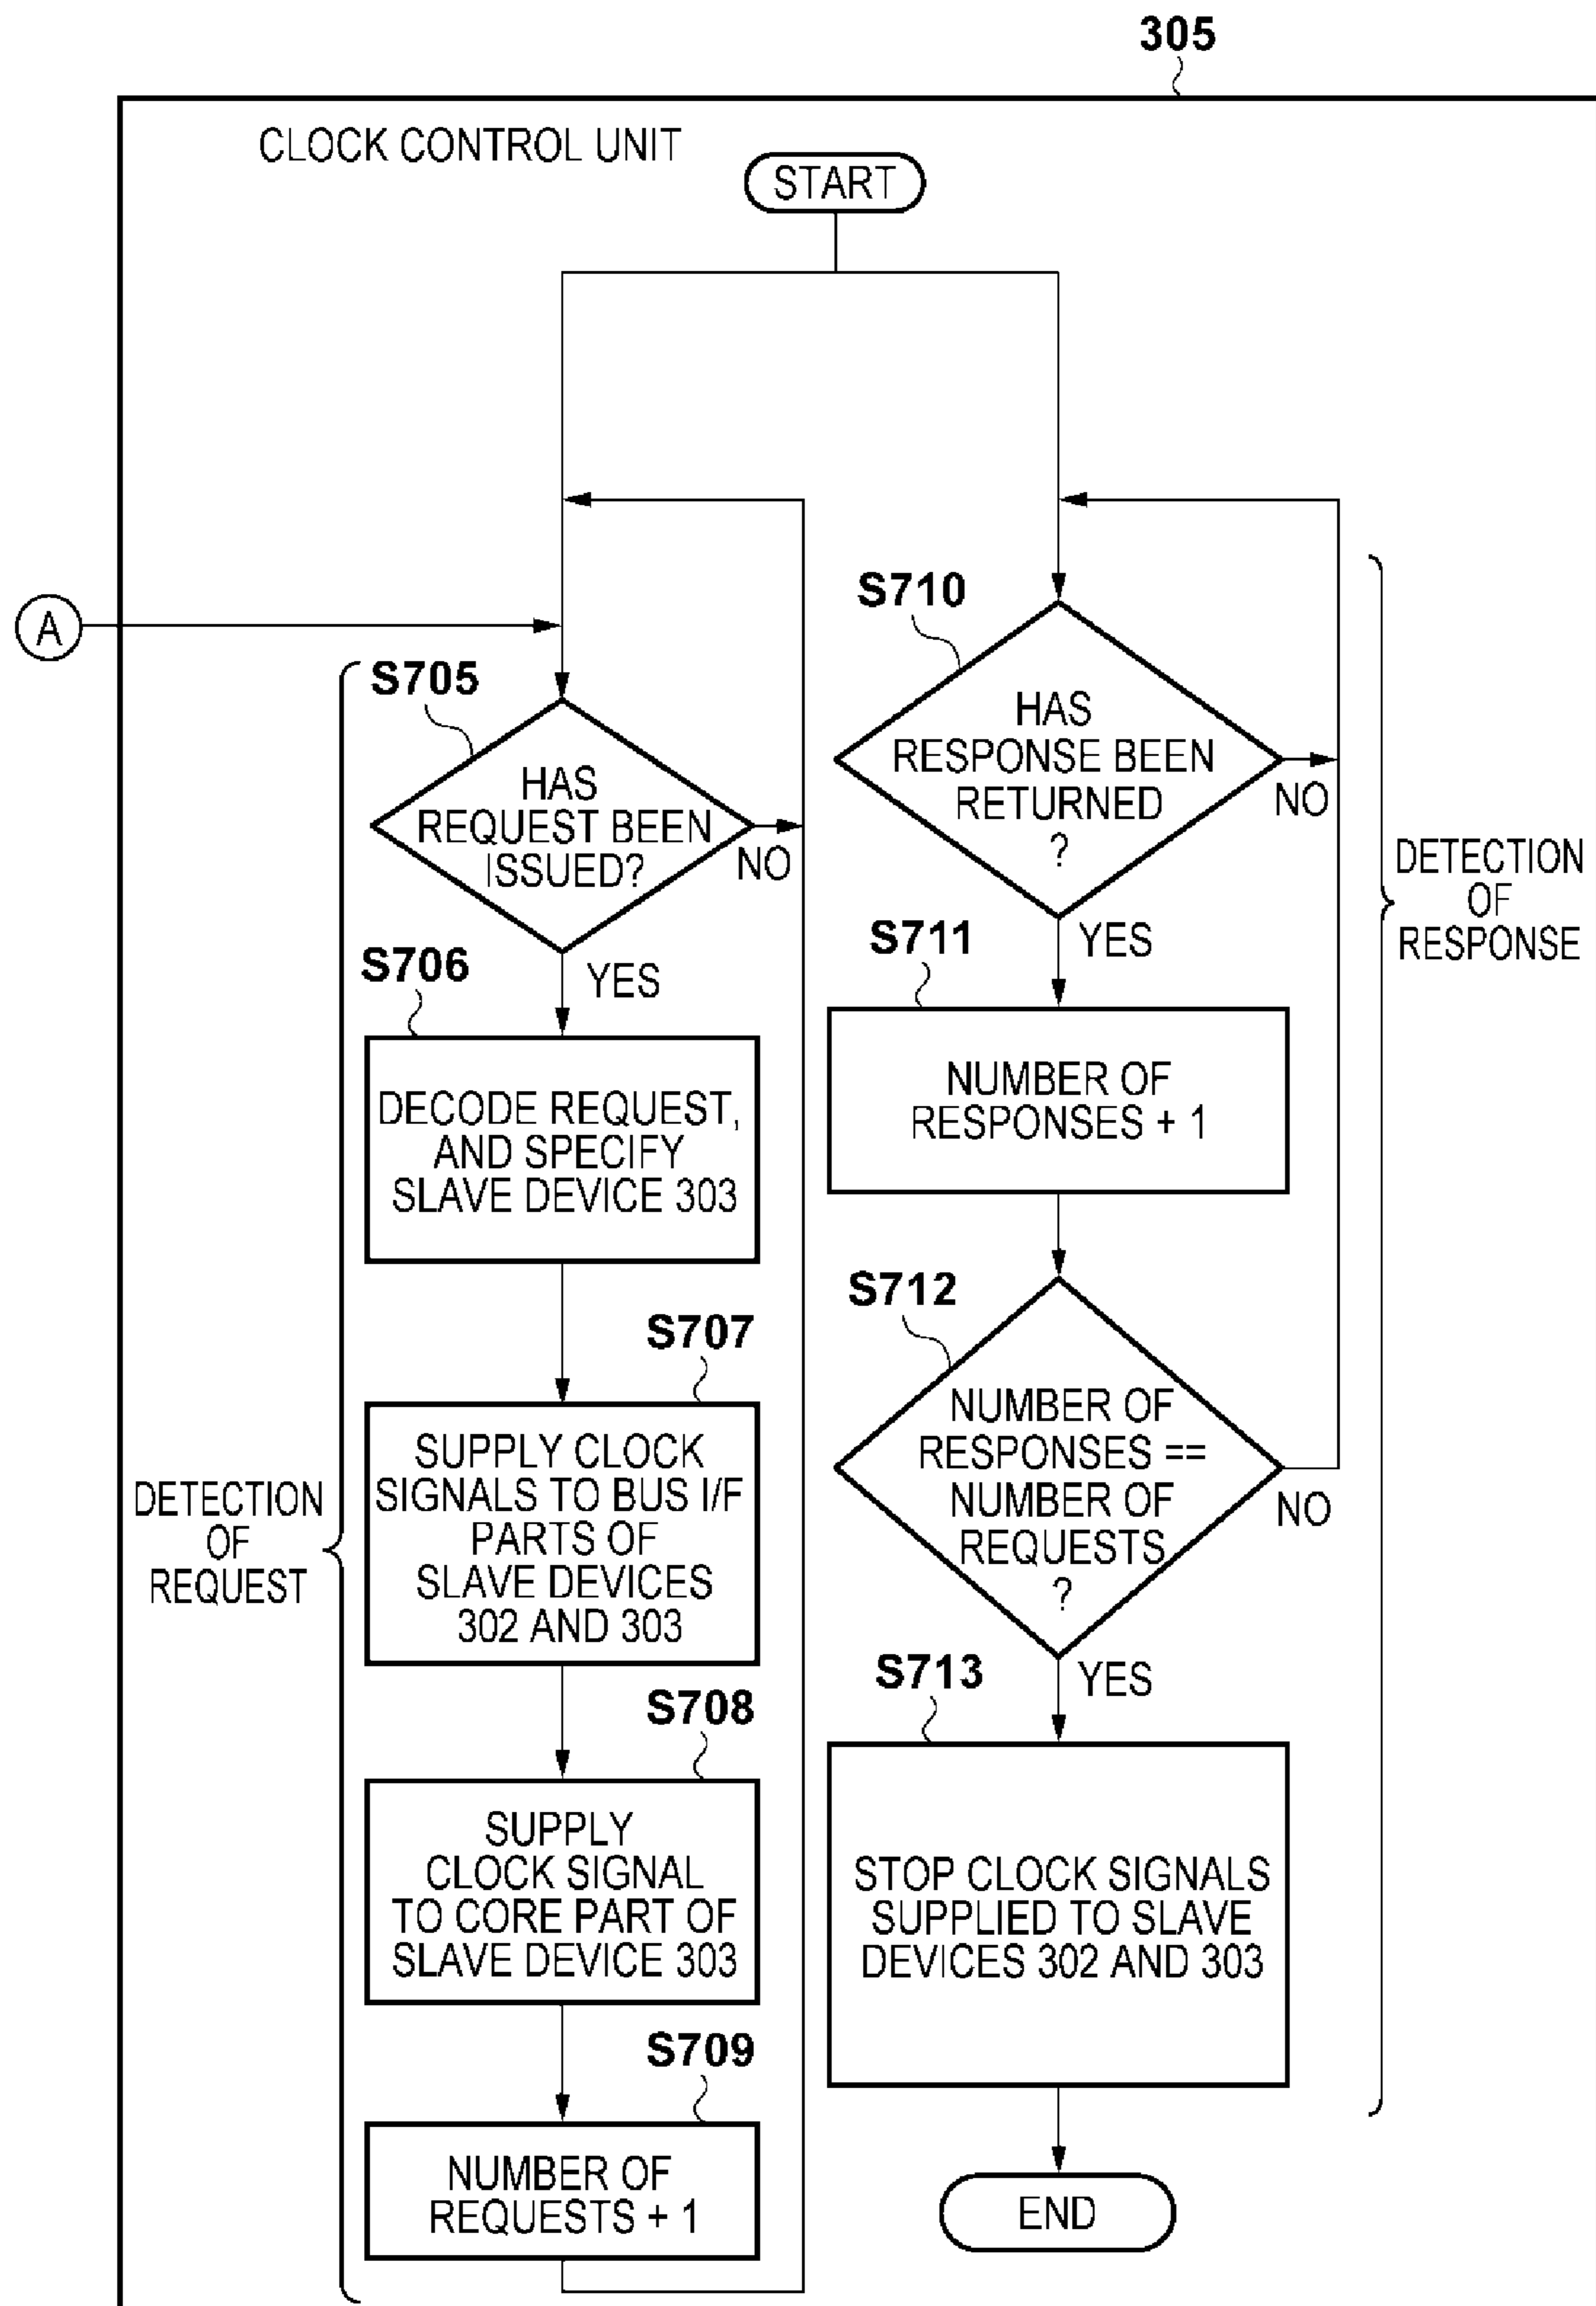 305
CLOCK CONTROL UNIT
START
A
S705
HAS
REQUEST BEEN
ISSUED?
NO
YES
S706
DECODE REQUEST,
AND SPECIFY
SLAVE DEVICE 303
S707
SUPPLY CLOCK
SIGNALS TO BUS I/F
PARTS OF
SLAVE DEVICES
302 AND 303
S708
SUPPLY
CLOCK SIGNAL
TO CORE PART OF
SLAVE DEVICE 303
S709
NUMBER OF
REQUESTS + 1
DETECTION
OF
REQUEST
S710
HAS
RESPONSE BEEN
RETURNED
?
NO
YES
S711
NUMBER OF
RESPONSES + 1
S712
NUMBER OF
RESPONSES ==
NUMBER OF
REQUESTS
?
NO
YES
S713
STOP CLOCK SIGNALS
SUPPLIED TO SLAVE
DEVICES 302 AND 303
END
DETECTION
OF
RESPONSE